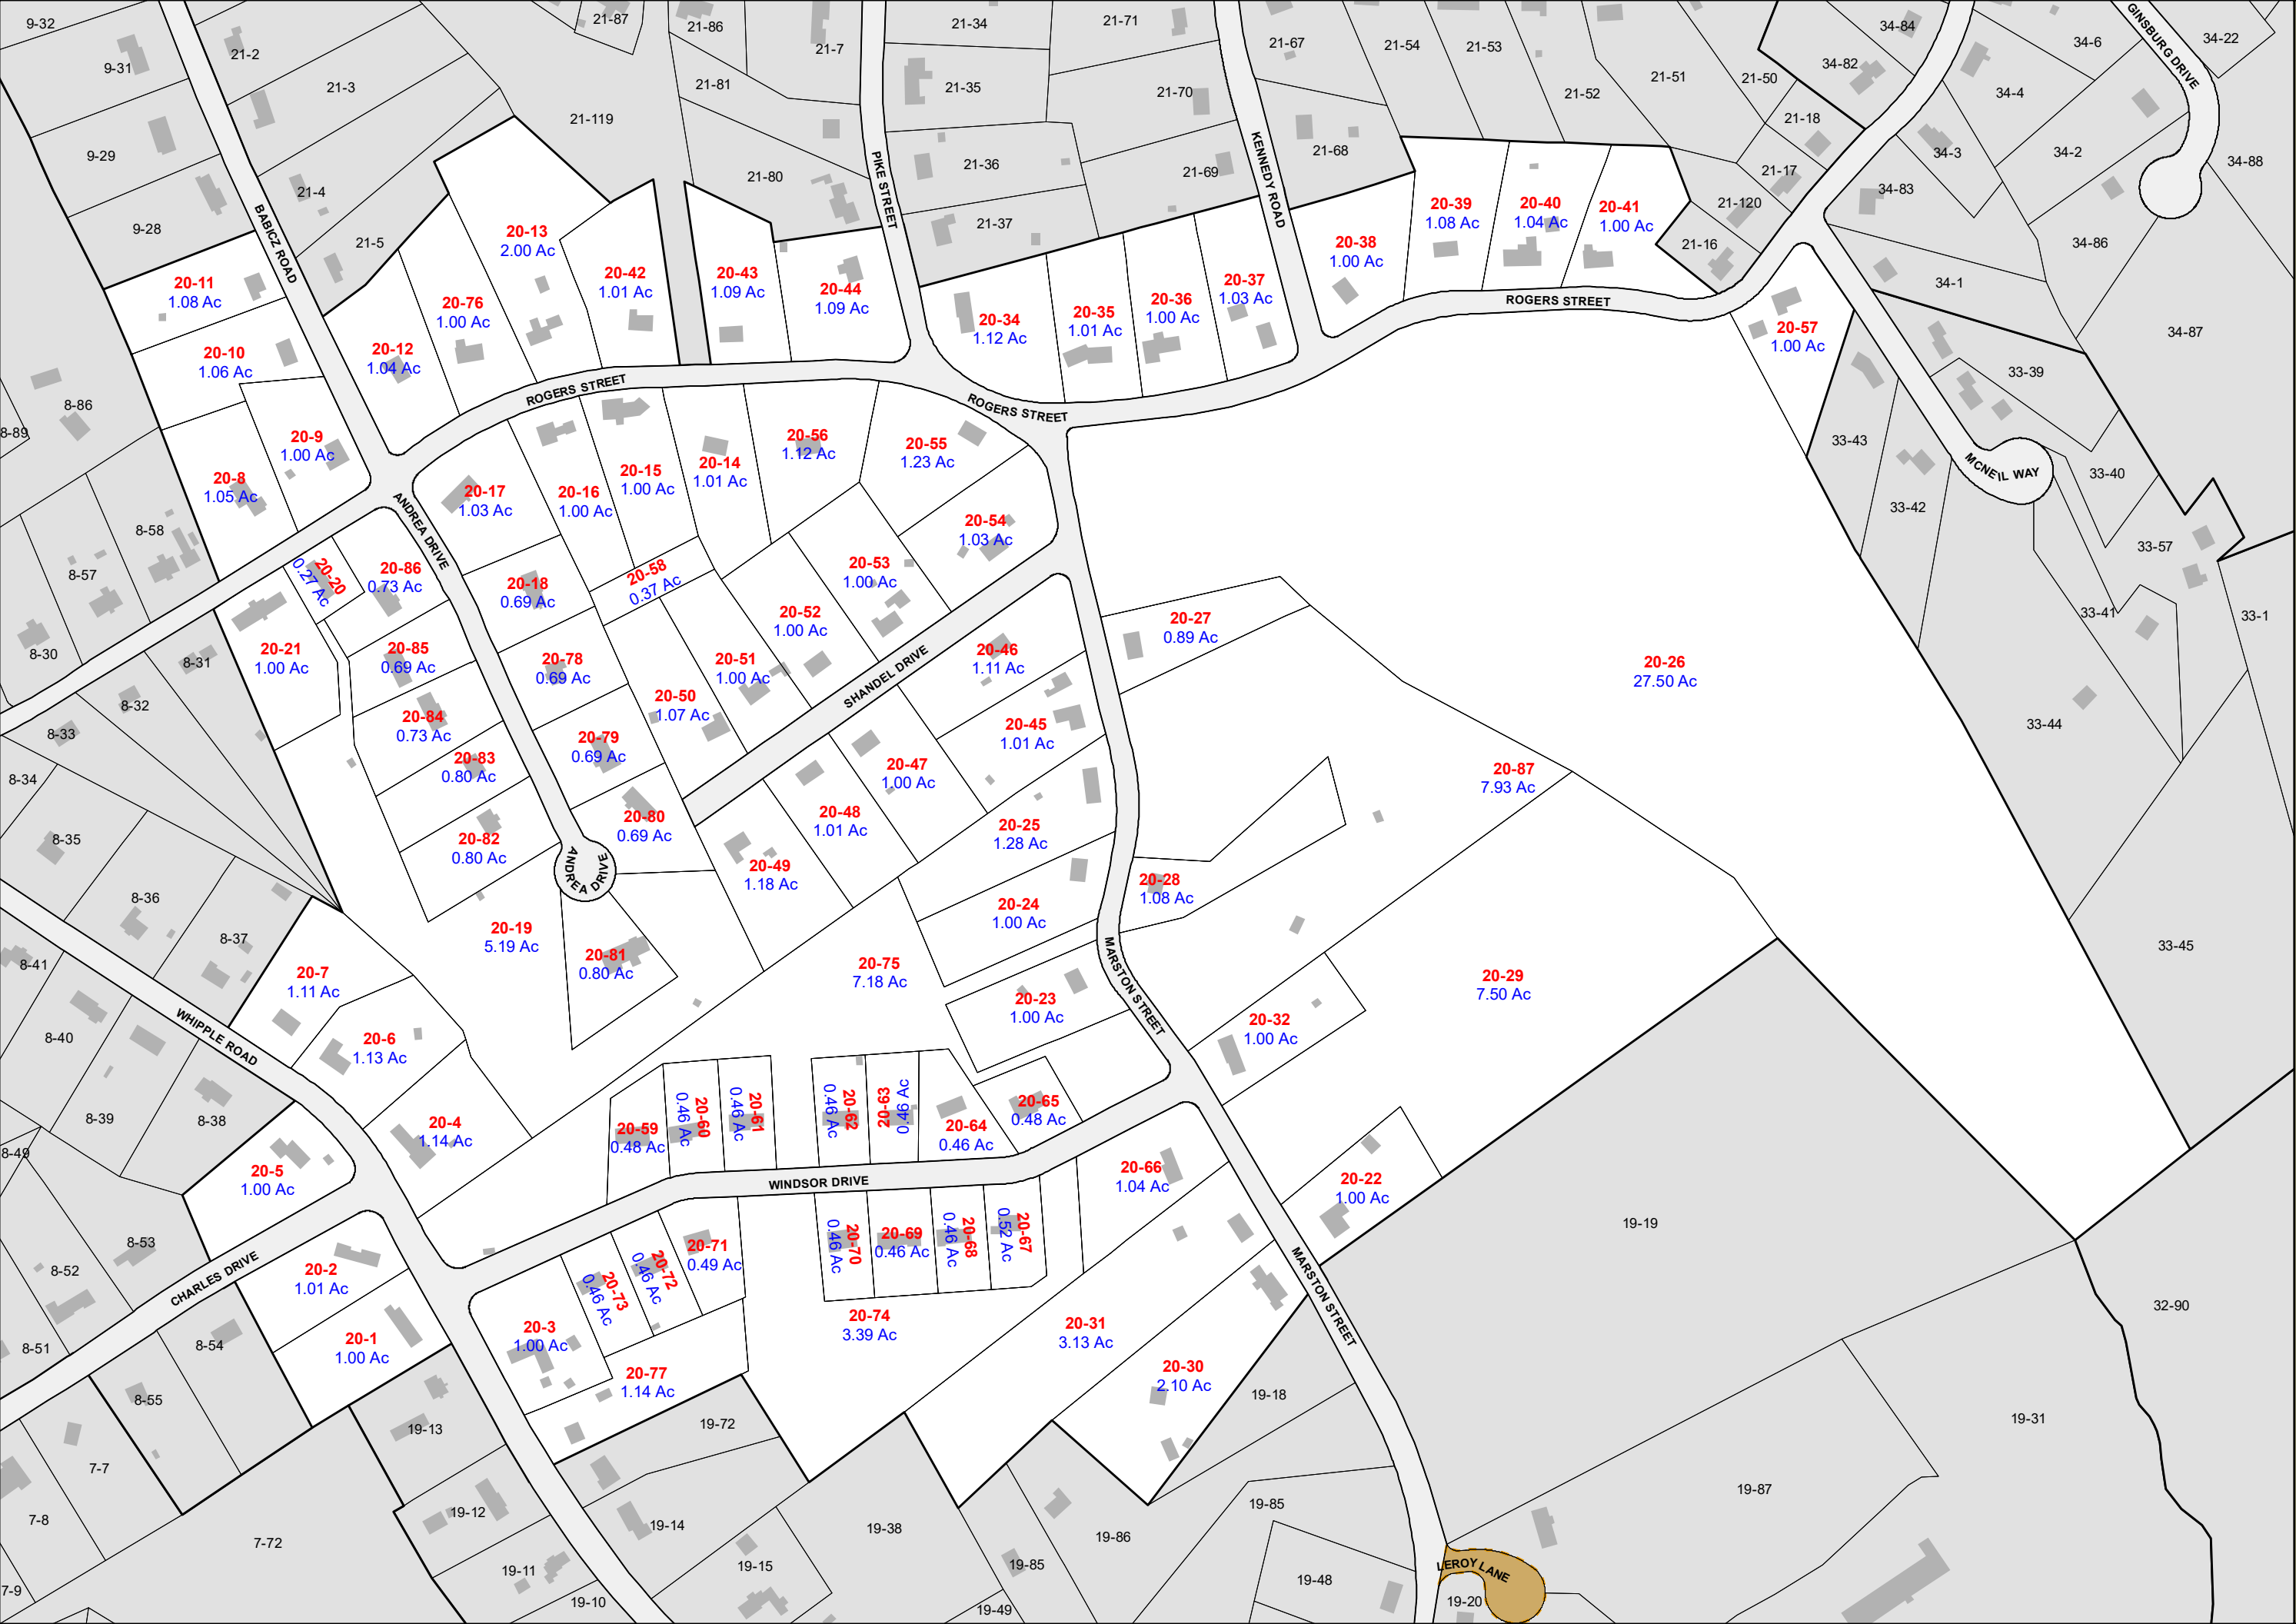 9-32
21-2
21-87
21-86
21-7
21-34
21-71
21-67
21-54
21-53
34-84
34-6
GINSBURG DRIVE
34-22
9-31
21-3
21-81
21-35
21-70
21-52
21-51
21-50
34-82
34-4
9-29
21-119
21-18
34-3
34-2
34-88
21-4
21-80
PIKE STREET
21-36
21-69
KENNEDY ROAD
21-68
21-17
34-83
9-28
BABICZ ROAD
21-5
21-37
21-120
21-16
34-86
34-1
34-87
20-11
1.08 Ac
20-10
1.06 Ac
20-12
1.04 Ac
20-76
1.00 Ac
20-13
2.00 Ac
20-42
1.01 Ac
20-43
1.09 Ac
20-44
1.09 Ac
20-34
1.12 Ac
20-35
1.01 Ac
20-36
1.00 Ac
20-37
1.03 Ac
20-38
1.00 Ac
20-39
1.08 Ac
20-40
1.04 Ac
20-41
1.00 Ac
ROGERS STREET
20-57
1.00 Ac
33-39
8-86
8-89
ROGERS STREET
ROGERS STREET
20-9
1.00 Ac
20-8
1.05 Ac
20-17
1.03 Ac
20-16
1.00 Ac
20-15
1.00 Ac
20-14
1.01 Ac
20-56
1.12 Ac
20-55
1.23 Ac
20-54
1.03 Ac
33-43
MCNEIL WAY
33-40
33-42
33-57
8-58
8-57
ANDREA DRIVE
20-20
0.27 Ac
20-86
0.73 Ac
20-18
0.69 Ac
20-58
0.37 Ac
20-53
1.00 Ac
20-52
1.00 Ac
20-27
0.89 Ac
33-41
33-1
8-30
8-31
20-21
1.00 Ac
20-85
0.69 Ac
20-78
0.69 Ac
20-51
1.00 Ac
SHANDEL DRIVE
20-46
1.11 Ac
20-26
27.50 Ac
8-32
8-33
20-84
0.73 Ac
20-50
1.07 Ac
20-45
1.01 Ac
33-44
8-34
20-83
0.80 Ac
20-79
0.69 Ac
20-47
1.00 Ac
20-87
7.93 Ac
8-35
20-82
0.80 Ac
20-80
0.69 Ac
20-48
1.01 Ac
20-25
1.28 Ac
ANDREA DRIVE
20-49
1.18 Ac
20-28
1.08 Ac
8-36
8-37
20-19
5.19 Ac
20-81
0.80 Ac
20-24
1.00 Ac
33-45
8-41
20-7
1.11 Ac
20-75
7.18 Ac
MARSTON STREET
20-29
7.50 Ac
8-40
WHIPPLE ROAD
20-6
1.13 Ac
20-23
1.00 Ac
20-32
1.00 Ac
8-39
8-38
20-4
1.14 Ac
20-59
0.48 Ac
20-60
0.46 Ac
20-61
0.46 Ac
20-62
0.46 Ac
20-63
0.46 Ac
20-64
0.46 Ac
20-65
0.48 Ac
8-49
20-5
1.00 Ac
WINDSOR DRIVE
20-66
1.04 Ac
20-22
1.00 Ac
19-19
8-53
8-52
CHARLES DRIVE
20-2
1.01 Ac
20-73
0.46 Ac
20-72
0.46 Ac
20-71
0.49 Ac
20-70
0.46 Ac
20-69
0.46 Ac
20-68
0.46 Ac
20-67
0.52 Ac
MARSTON STREET
32-90
8-51
8-54
20-1
1.00 Ac
20-3
1.00 Ac
20-74
3.39 Ac
20-31
3.13 Ac
20-77
1.14 Ac
20-30
2.10 Ac
8-55
19-13
19-72
19-18
19-31
7-7
7-8
7-72
19-12
19-14
19-38
19-86
19-85
19-87
7-9
19-11
19-15
19-85
19-48
LEROY LANE
19-10
19-49
19-20